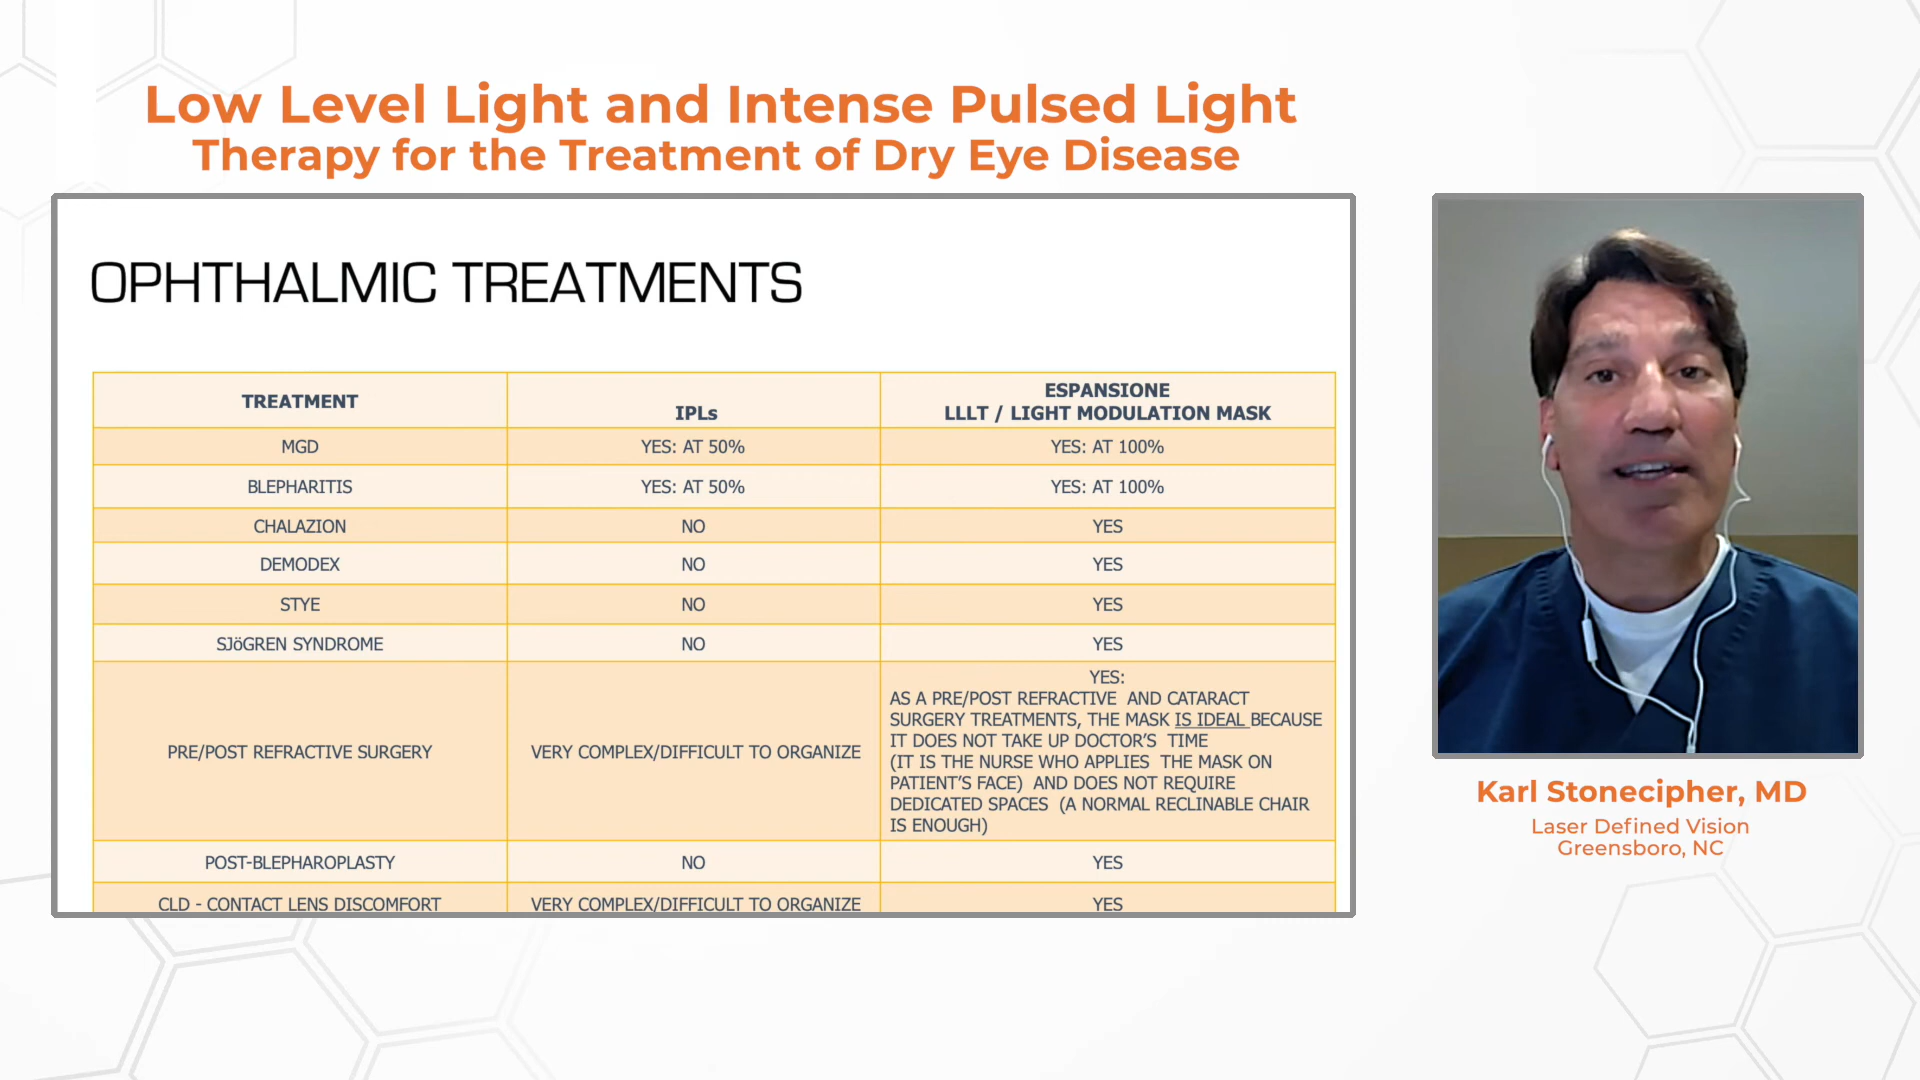 Low Level Light and Intense Pulsed Light
Therapy for the Treatment of Dry Eye Disease
OPHTHALMIC TREATMENTS
TREATMENT IPLs ESPANSIONE
LLLT / LIGHT MODULATION MASK
MGD YES: AT 50% YES: AT 100%
BLEPHARITIS YES: AT 50% YES: AT 100%
CHALAZION NO YES
DEMODEX NO YES
STYE NO YES
SJöGREN SYNDROME NO YES
PRE/POST REFRACTIVE SURGERY VERY COMPLEX/DIFFICULT TO ORGANIZE YES:
AS A PRE/POST REFRACTIVE AND CATARACT
SURGERY TREATMENTS, THE MASK IS IDEAL BECAUSE
IT DOES NOT TAKE UP DOCTOR'S TIME
(IT IS THE NURSE WHO APPLIES THE MASK ON
PATIENT'S FACE) AND DOES NOT REQUIRE
DEDICATED SPACES (A NORMAL RECLINABLE CHAIR
IS ENOUGH)
POST-BLEPHAROPLASTY NO YES
CLD - CONTACT LENS DISCOMFORT VERY COMPLEX/DIFFICULT TO ORGANIZE YES
Karl Stonecipher, MD
Laser Defined Vision
Greensboro, NC